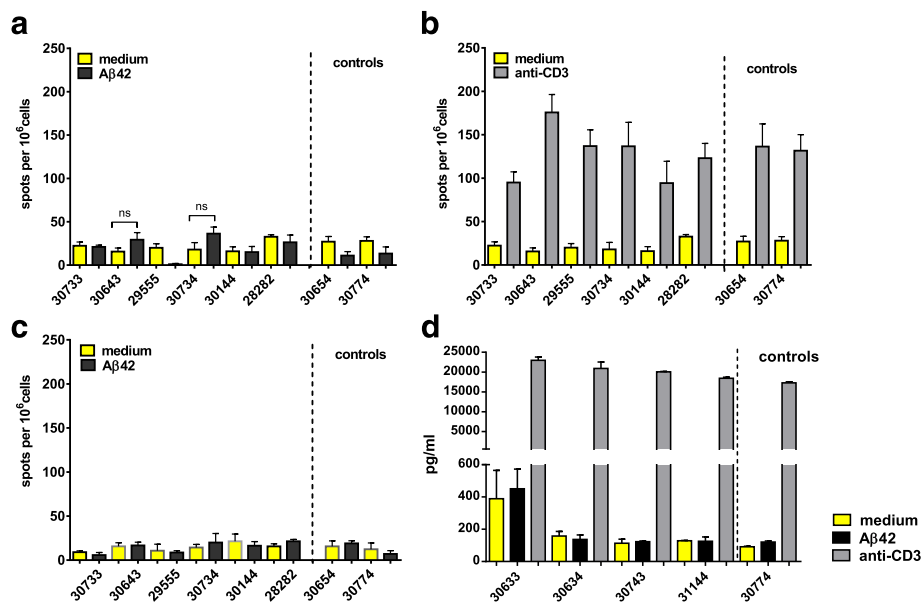 a
250
200
150
100
50
0
spots per 10⁶cells
medium
Aβ42
controls
ns
ns
30733
30643
29555
30734
30144
28282
30654
30774
b
250
200
150
100
50
0
spots per 10⁶cells
medium
anti-CD3
controls
30733
30643
29555
30734
30144
28282
30654
30774
c
250
200
150
100
50
0
spots per 10⁶cells
medium
Aβ42
controls
30733
30643
29555
30734
30144
28282
30654
30774
d
25000
20000
15000
10000
5000
600
400
200
0
pg/ml
controls
30633
30634
30743
31144
30774
medium
Aβ42
anti-CD3